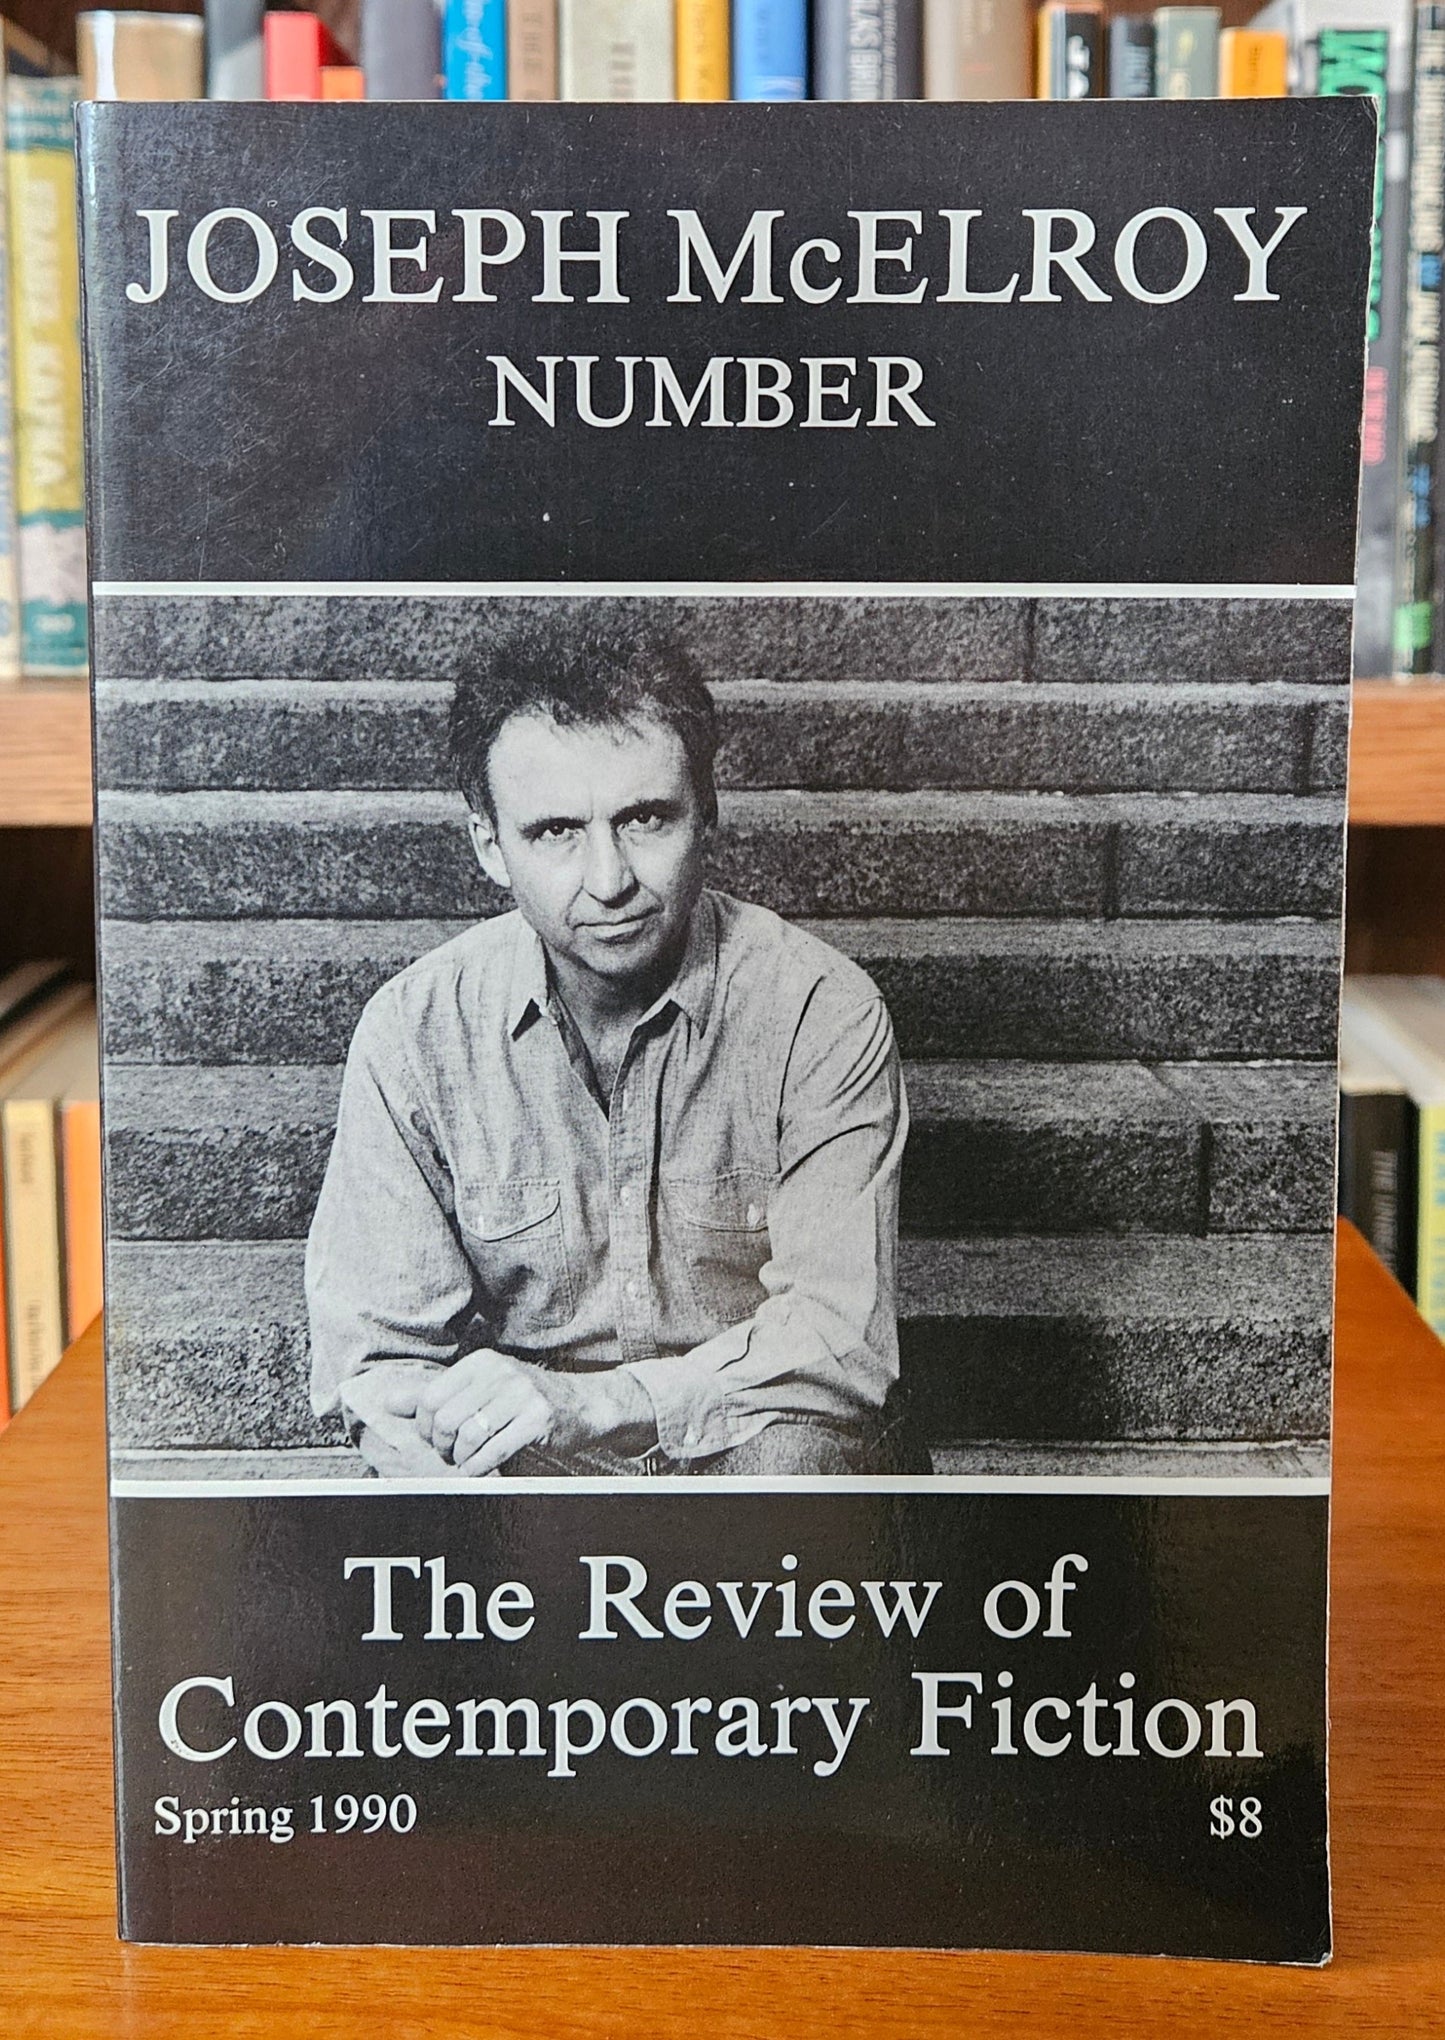 JOSEPH McELROY
NUMBER
The Review of
Contemporary Fiction
Spring 1990
$8